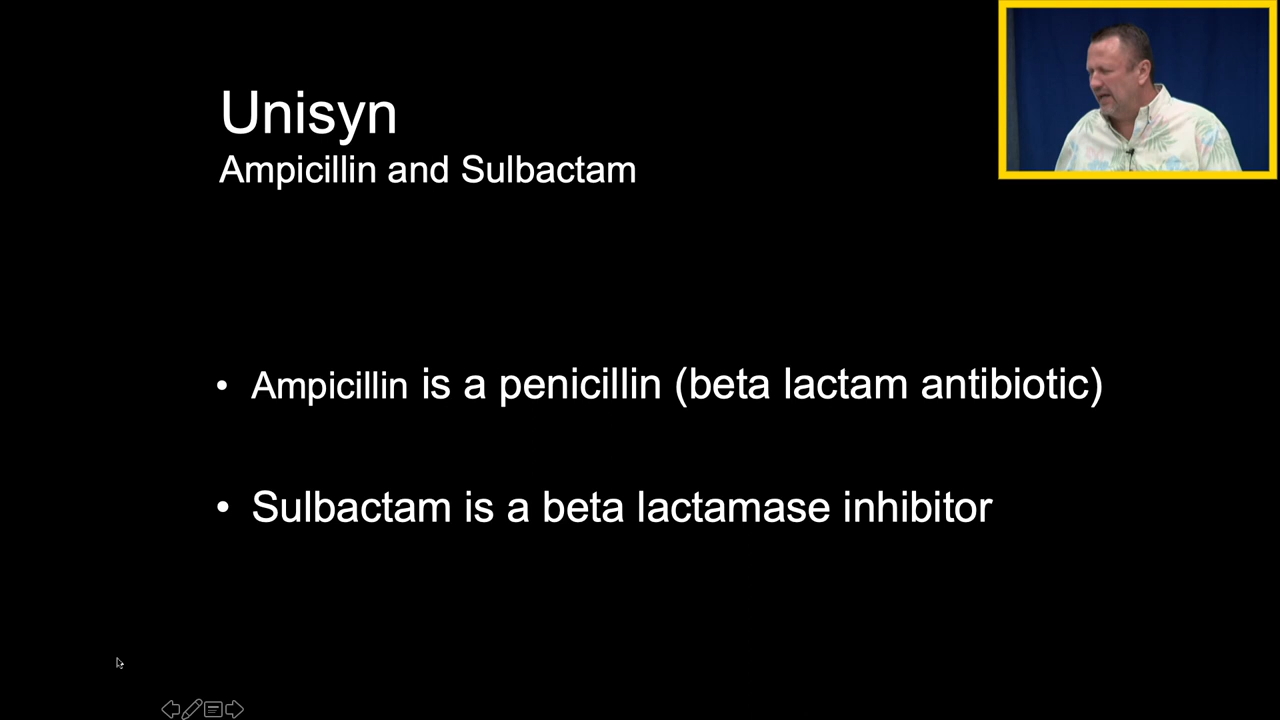 Unisyn
Ampicillin and Sulbactam
• Ampicillin is a penicillin (beta lactam antibiotic)
• Sulbactam is a beta lactamase inhibitor